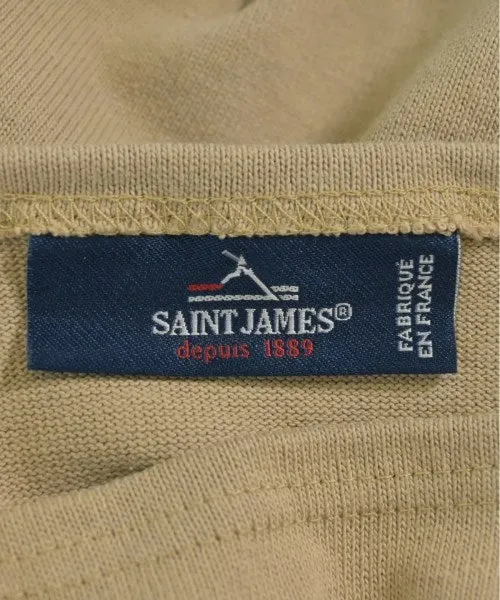 SAINT JAMES®
depuis 1889
FABRIQUÉ
EN FRANCE